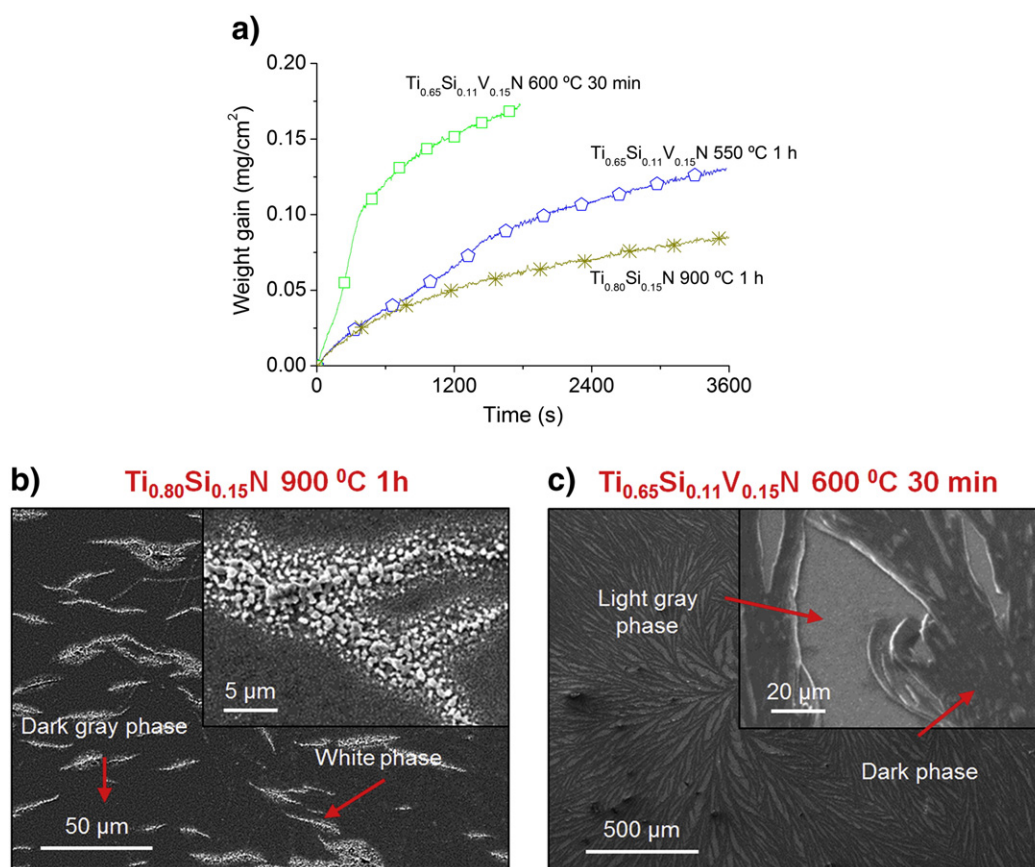 a)
0.20
0.15
0.10
0.05
0.00
Weight gain (mg/cm²)
Ti₀.₆₅Si₀.₁₁V₀.₁₅N 600 ºC 30 min
Ti₀.₆₅Si₀.₁₁V₀.₁₅N 550 ºC 1 h
Ti₀.₈₀Si₀.₁₅N 900 ºC 1 h
0 1200 2400 3600
Time (s)
b) Ti₀.₈₀Si₀.₁₅N 900 ⁰C 1h
5 µm
Dark gray phase
White phase
50 µm
c) Ti₀.₆₅Si₀.₁₁V₀.₁₅N 600 ⁰C 30 min
Light gray
phase
20 µm
Dark phase
500 µm